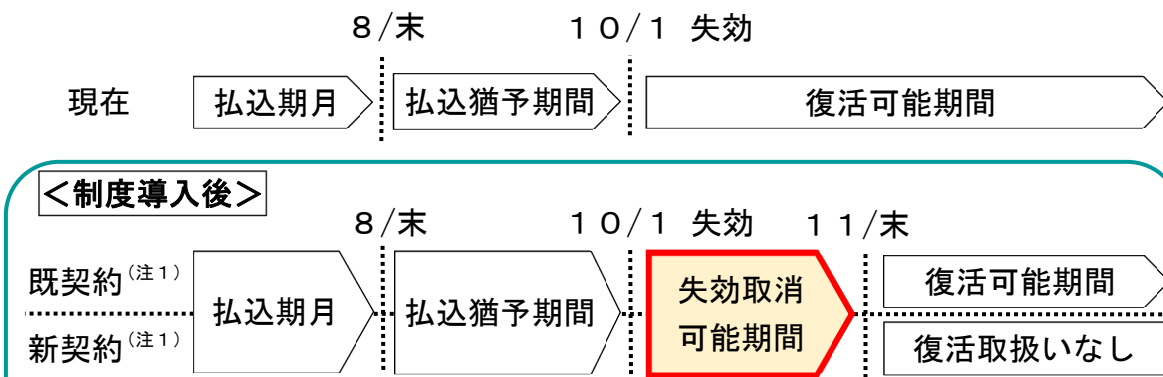 ８/末 １０/１ 失効
現在 払込期月 払込猶予期間 復活可能期間
＜制度導入後＞
８/末 １０/１ 失効 １１/末
既契約（注１） 払込期月 払込猶予期間 失効取消 復活可能期間
新契約（注１） 可能期間 復活取扱いなし